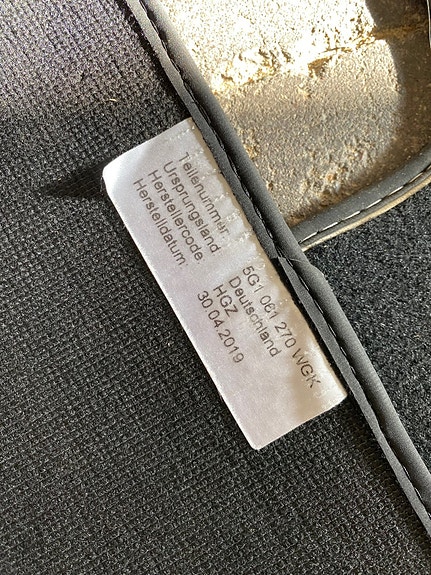 Teilenummer 5G1 061 270 WGK
Ursprungsland Deutschland
Herstellercode HGZ
Herstelldatum 30.04.2019